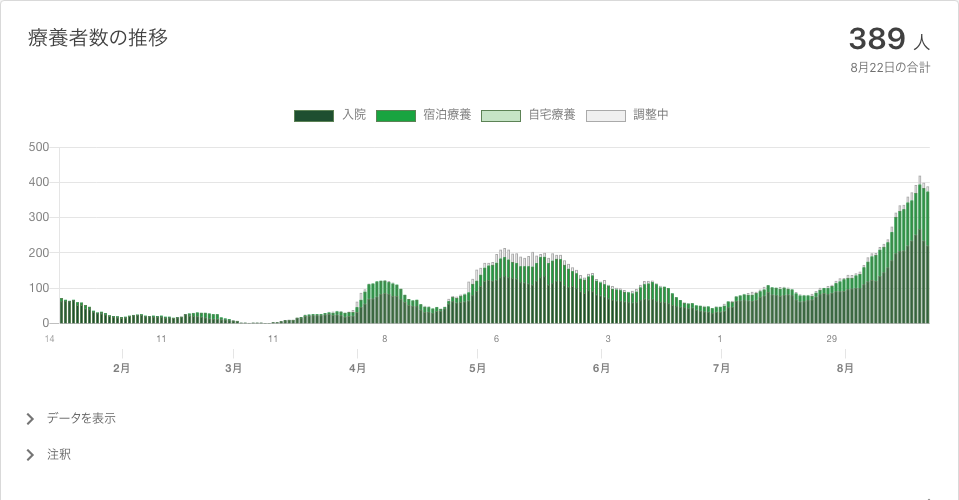 療養者数の推移
389 人
8月22日の合計
入院 宿泊療養 自宅療養 調整中
500
400
300
200
100
0
14 11 11 8 6 3 1 29
2月 3月 4月 5月 6月 7月 8月
データを表示
注釈